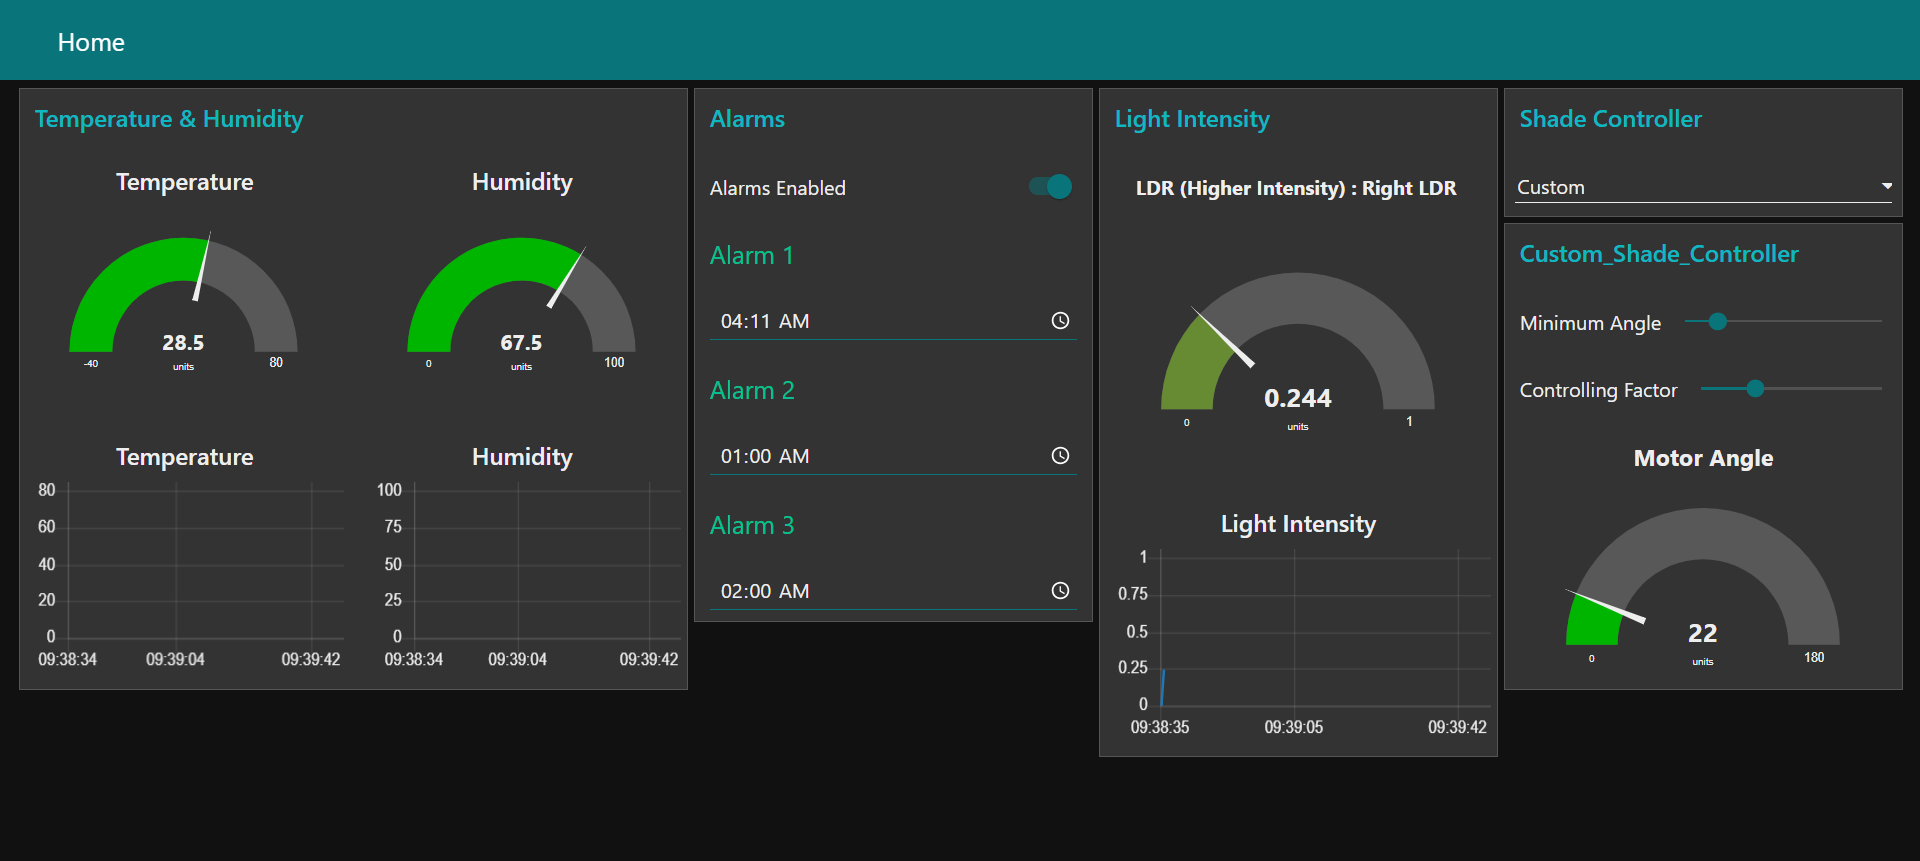 Home
Temperature & Humidity
Temperature
28.5
units
-40
80
Humidity
67.5
units
0
100
Temperature
80
60
40
20
0
09:38:34 09:39:04 09:39:42
Humidity
100
75
50
25
0
09:38:34 09:39:04 09:39:42
Alarms
Alarms Enabled
Alarm 1
04:11 AM
Alarm 2
01:00 AM
Alarm 3
02:00 AM
Light Intensity
LDR (Higher Intensity) : Right LDR
0.244
units
0
1
Light Intensity
1
0.75
0.5
0.25
0
09:38:35 09:39:05 09:39:42
Shade Controller
Custom
Custom_Shade_Controller
Minimum Angle
Controlling Factor
Motor Angle
22
units
0
180